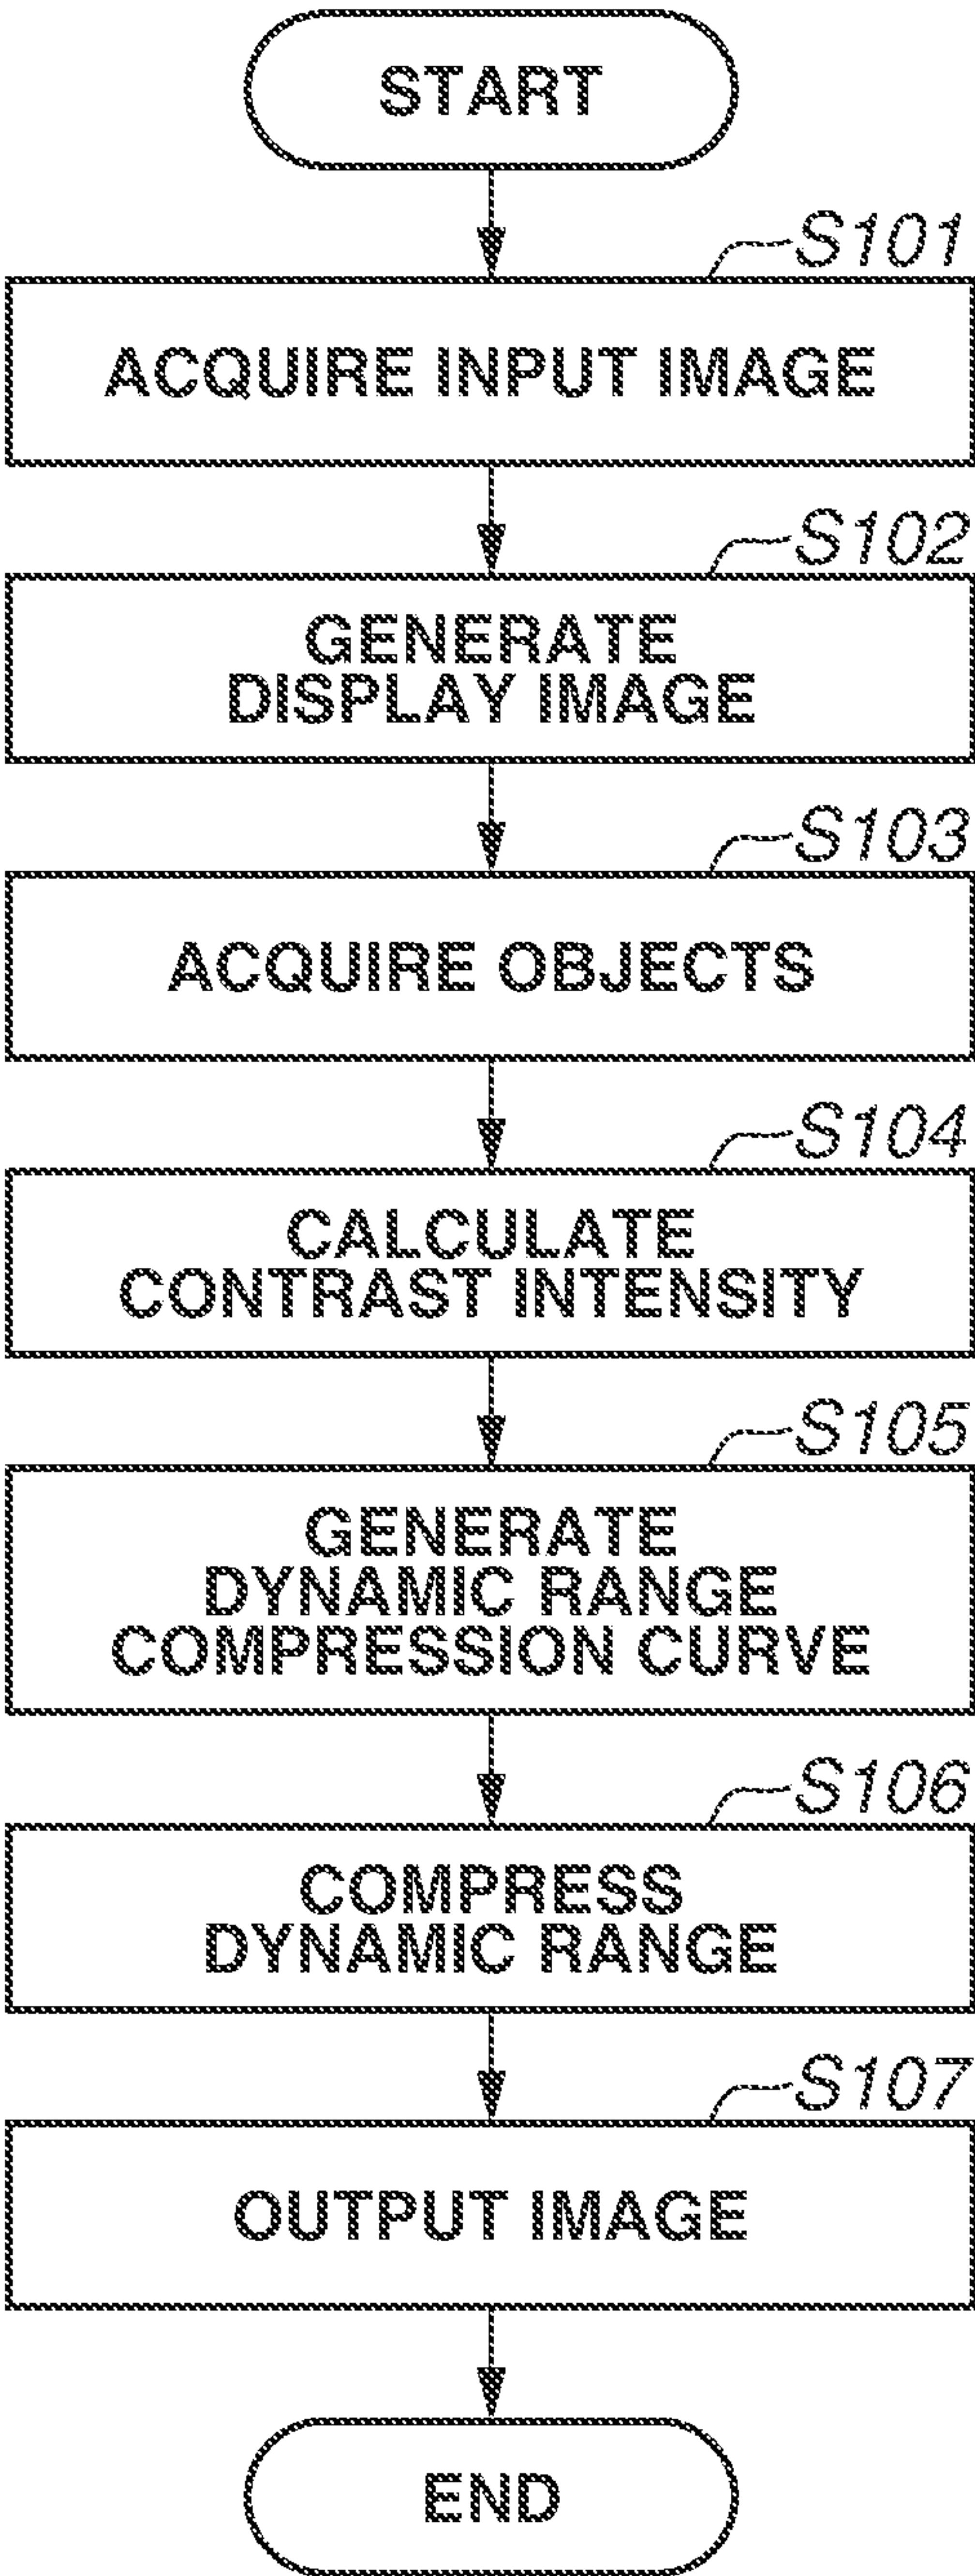 START
S101
ACQUIRE INPUT IMAGE
S102
GENERATE
DISPLAY IMAGE
S103
ACQUIRE OBJECTS
S104
CALCULATE
CONTRAST INTENSITY
S105
GENERATE
DYNAMIC RANGE
COMPRESSION CURVE
S106
COMPRESS
DYNAMIC RANGE
S107
OUTPUT IMAGE
END